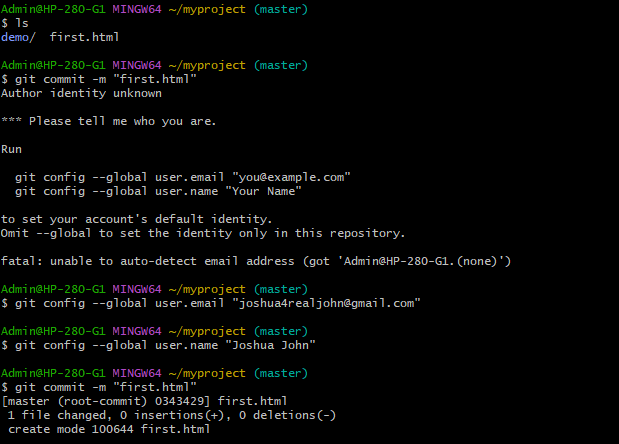 Admin@HP-280-G1 MINGW64 ~/myproject (master)
$ ls
demo/  first.html
Admin@HP-280-G1 MINGW64 ~/myproject (master)
$ git commit -m "first.html"
Author identity unknown
*** Please tell me who you are.
Run
  git config --global user.email "you@example.com"
  git config --global user.name "Your Name"
to set your account's default identity.
Omit --global to set the identity only in this repository.
fatal: unable to auto-detect email address (got 'Admin@HP-280-G1.(none)')
Admin@HP-280-G1 MINGW64 ~/myproject (master)
$ git config --global user.email "joshua4realjohn@gmail.com"
Admin@HP-280-G1 MINGW64 ~/myproject (master)
$ git config --global user.name "Joshua John"
Admin@HP-280-G1 MINGW64 ~/myproject (master)
$ git commit -m "first.html"
[master (root-commit) 0343429] first.html
 1 file changed, 0 insertions(+), 0 deletions(-)
 create mode 100644 first.html